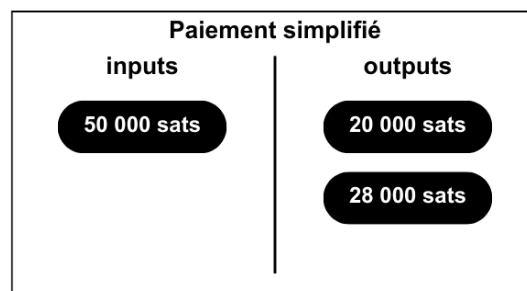 Paiement simplifié
inputs
outputs
50 000 sats
20 000 sats
28 000 sats